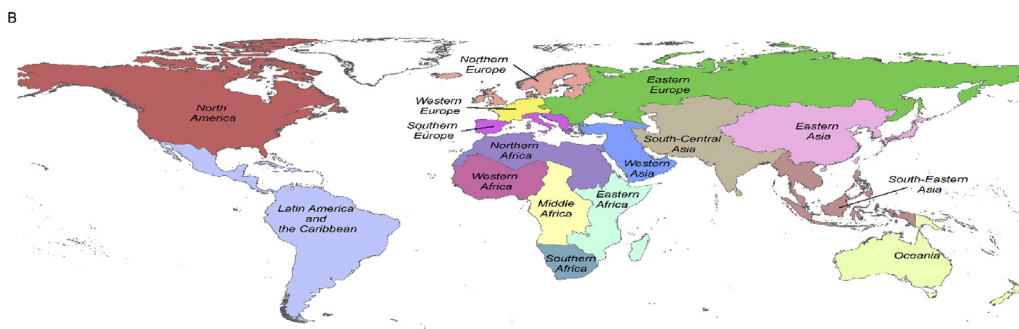 B
Northern
Europe
Eastern
Europe
Western
Europe
North
America
Southern
Europe
Eastern
Asia
South-Central
Asia
Northern
Africa
Western
Asia
Western
Africa
South-Eastern
Asia
Eastern
Africa
Middle
Africa
Latin America
and
the Caribbean
Oceania
Southern
Africa